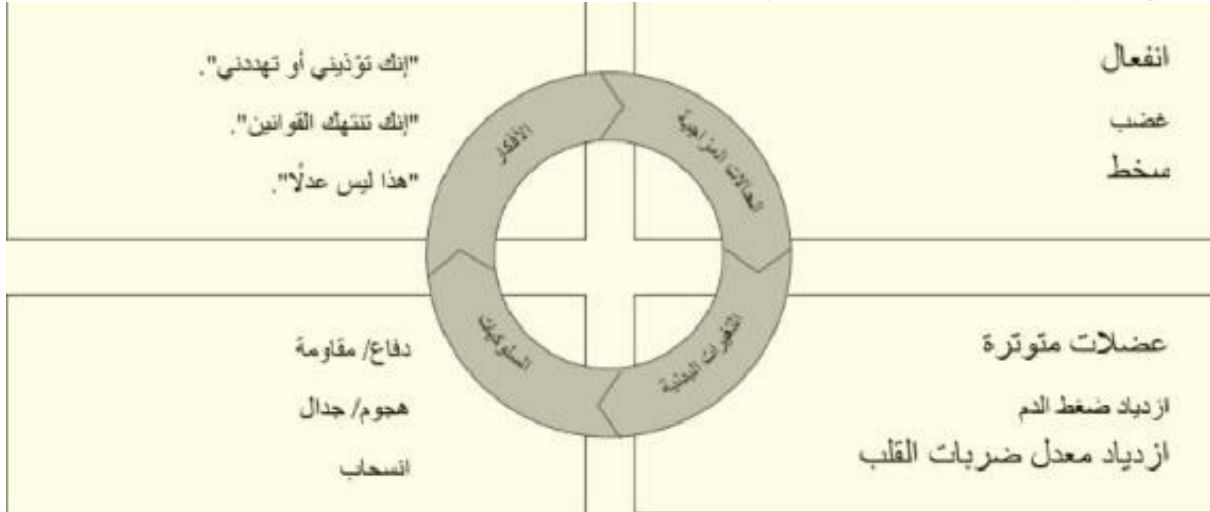 انفعال
غضب
سخط
"إنك تؤذيني أو تهددني".
"إنك تنتهك القوانين".
"هذا ليس عدلًا".
الأفكار
الحالات المزاجية
التغيرات البدنية
السلوكيات
عضلات متوترة
ازدياد ضغط الدم
ازدياد معدل ضربات القلب
دفاع/ مقاومة
هجوم/ جدال
انسحاب